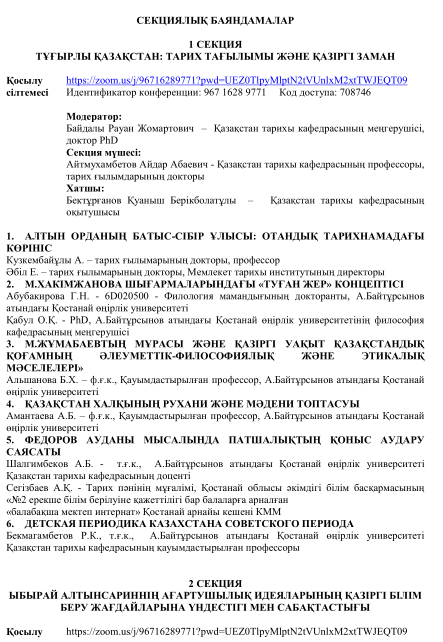 СЕКЦИЯЛЫҚ БАЯНДАМАЛАР
1 СЕКЦИЯ
ТҰҒЫРЛЫ ҚАЗАҚСТАН: ТАРИХ ТАҒЫЛЫМЫ ЖӘНЕ ҚАЗІРГІ ЗАМАН
Қосылу https://zoom.us/j/96716289771?pwd=UEZ0TlpyMlptN2tVUnlxM2xtTWJEQT09
сілтемесі Идентификатор конференции: 967 1628 9771 Код доступа: 708746
Модератор:
Байдалы Рауан Жомартович – Қазақстан тарихы кафедрасының меңгерушісі,
доктор PhD
Секция мүшесі:
Айтмухамбетов Айдар Абаевич - Қазақстан тарихы кафедрасының профессоры,
тарих ғылымдарының докторы
Хатшы:
Бектұрғанов Қуаныш Берікболатұлы – Қазақстан тарихы кафедрасының
оқытушысы
1. АЛТЫН ОРДАНЫҢ БАТЫС-СІБІР ҰЛЫСЫ: ОТАНДЫҚ ТАРИХНАМАДАҒЫ
КӨРІНІС
Кузкембайұлы А. – тарих ғылымарының докторы, профессор
Әбіл Е. – тарих ғылымарының докторы, Мемлекет тарихы институтының директоры
2. М.ХАКІМЖАНОВА ШЫҒАРМАЛАРЫНДАҒЫ «ТУҒАН ЖЕР» КОНЦЕПТІСІ
Абубакирова Г.Н. - 6D020500 - Филология мамандығының докторанты, А.Байтұрсынов
атындағы Қостанай өңірлік университеті
Қабул О.Қ. - PhD, А.Байтұрсынов атындағы Қостанай өңірлік университетінің философия
кафедрасының меңгерушісі
3. М.ЖҰМАБАЕВТЫҢ МҰРАСЫ ЖӘНЕ ҚАЗІРГІ УАҚЫТ ҚАЗАҚСТАНДЫҚ
ҚОҒАМНЫҢ ӘЛЕУМЕТТІК-ФИЛОСОФИЯЛЫҚ ЖӘНЕ ЭТИКАЛЫҚ
МӘСЕЛЕЛЕРІ»
Альшанова Б.Х. – ф.ғ.к., Қауымдастырылған профессор, А.Байтұрсынов атындағы Қостанай
өңірлік университеті
4. ҚАЗАҚСТАН ХАЛҚЫНЫҢ РУХАНИ ЖӘНЕ МӘДЕНИ ТОПТАСУЫ
Амантаева А.Б. – ф.ғ.к., Қауымдастырылған профессор, А.Байтұрсынов атындағы Қостанай
өңірлік университеті
5. ФЕДОРОВ АУДАНЫ МЫСАЛЫНДА ПАТШАЛЫҚТЫҢ ҚОНЫС АУДАРУ
САЯСАТЫ
Шалгимбеков А.Б. - т.ғ.к., А.Байтұрсынов атындағы Қостанай өңірлік университеті
Қазақстан тарихы кафедрасының доценті
Сегізбаев А.Қ. - Тарих пәнінің мұғалімі, Қостанай облысы әкімдігі білім басқармасының
«№2 ерекше білім берілуіне қажеттілігі бар балаларға арналған
«балабақша мектеп интернат» Қостанай арнайы кешені КММ
6. ДЕТСКАЯ ПЕРИОДИКА КАЗАХСТАНА СОВЕТСКОГО ПЕРИОДА
Бекмагамбетов Р.К., т.ғ.к., А.Байтұрсынов атындағы Қостанай өңірлік университеті
Қазақстан тарихы кафедрасының қауымдастырылған профессоры
2 СЕКЦИЯ
ЫБЫРАЙ АЛТЫНСАРИННІҢ АҒАРТУШЫЛЫҚ ИДЕЯЛАРЫНЫҢ ҚАЗІРГІ БІЛІМ
БЕРУ ЖАҒДАЙЛАРЫНА ҮНДЕСТІГІ МЕН САБАҚТАСТЫҒЫ
Қосылу https://zoom.us/j/96716289771?pwd=UEZ0TlpyMlptN2tVUnlxM2xtTWJEQT09